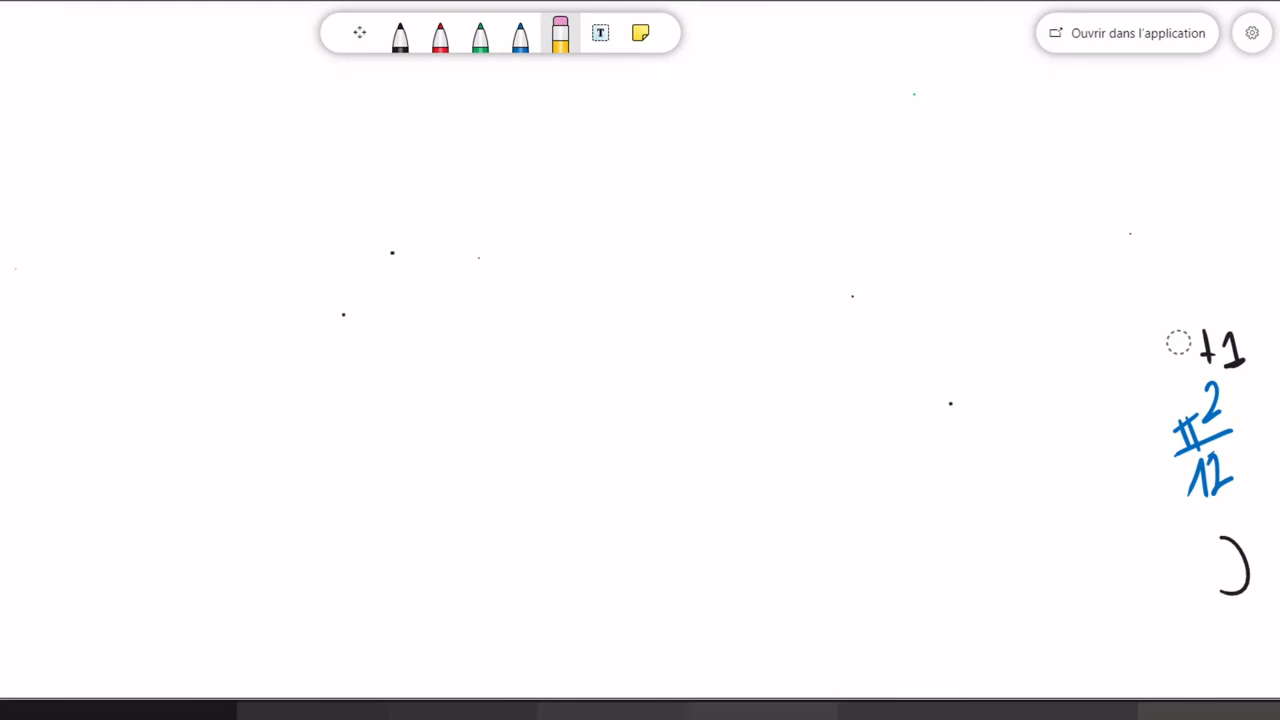 T
Ouvrir dans l'application
+1
π²
12
)